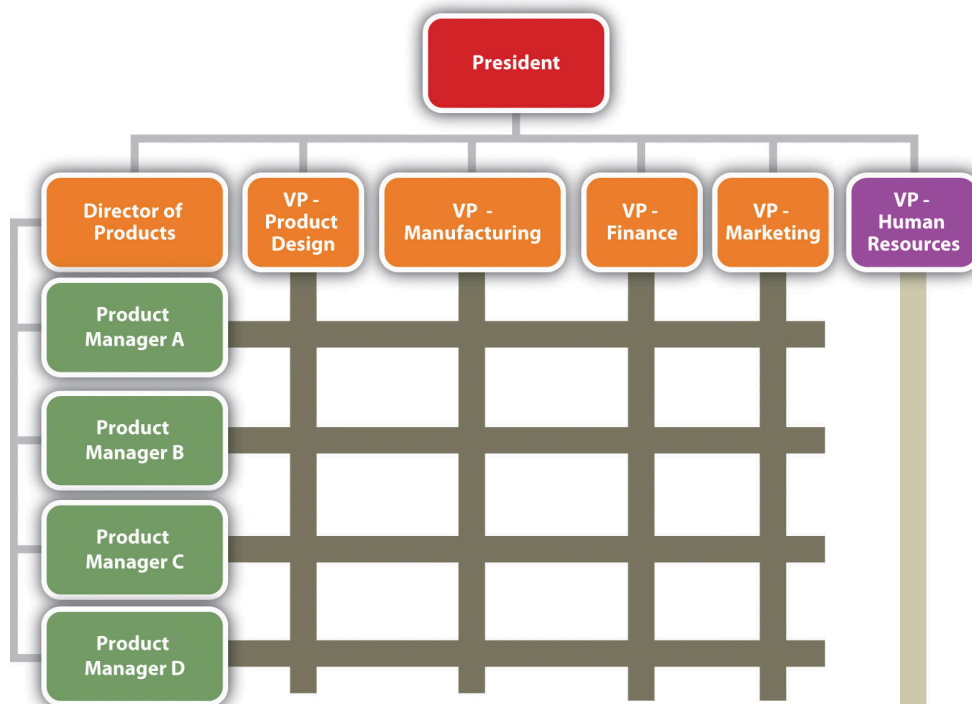 President
Director of
Products
VP -
Product
Design
VP -
Manufacturing
VP -
Finance
VP -
Marketing
VP -
Human
Resources
Product
Manager A
Product
Manager B
Product
Manager C
Product
Manager D